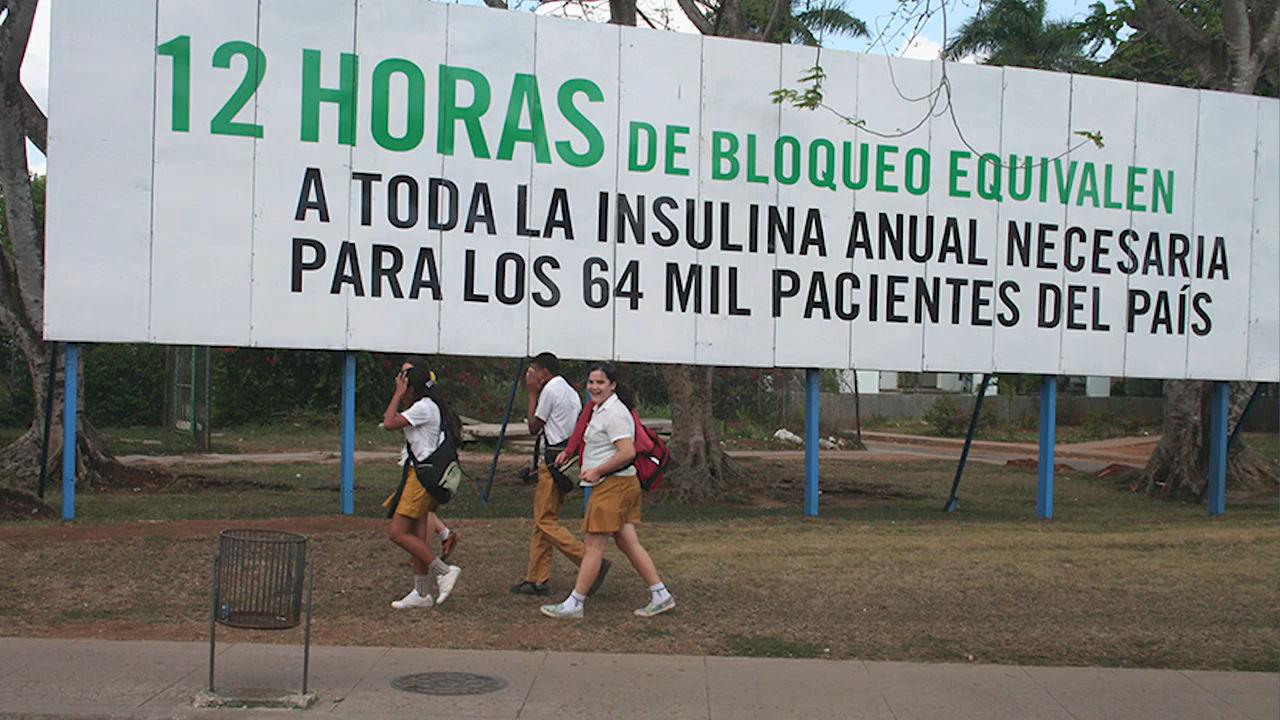 12 HORAS DE BLOQUEO EQUIVALEN
A TODA LA INSULINA ANUAL NECESARIA
PARA LOS 64 MIL PACIENTES DEL PAÍS